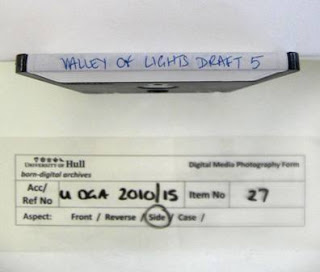 VALLEY OF LIGHTS DRAFT 5
UNIVERSITY OF Hull
born-digital archives
Digital Media Photography Form
Acc/ Ref No U DGA 2010/15 Item No 27
Aspect: Front / Reverse / Side / Case /